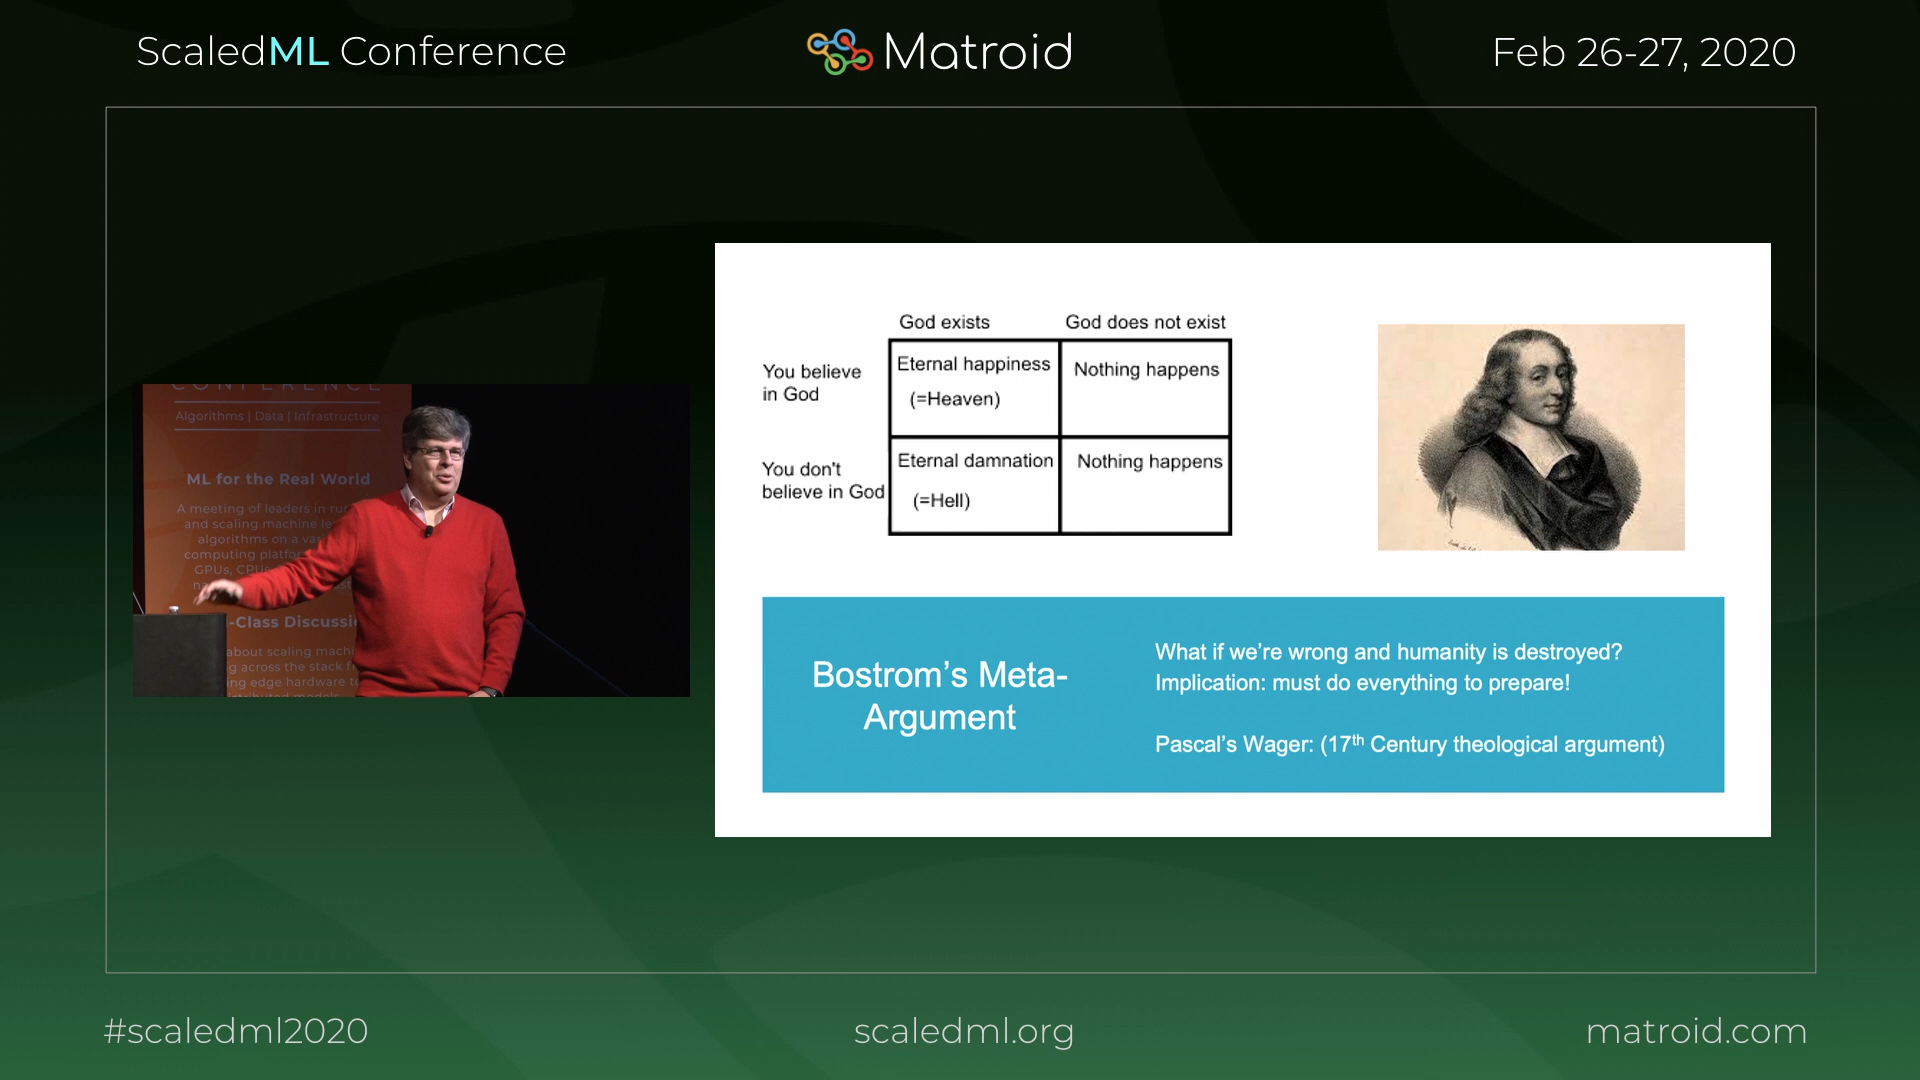 ScaledML Conference
Matroid
Feb 26-27, 2020
CONFERENCE
Algorithms | Data | Infrastructure
ML for the Real World
A meeting of leaders in
and scaling machine
algorithms on a
computing
GPUs,
about scaling
across the stack
edge hardware
models
God exists
God does not exist
You believe
in God
Eternal happiness
(=Heaven)
Nothing happens
You don't
believe in God
Eternal damnation
(=Hell)
Nothing happens
Bostrom’s Meta-
Argument
What if we’re wrong and humanity is destroyed?
Implication: must do everything to prepare!
Pascal’s Wager: (17th Century theological argument)
#scaledml2020
scaledml.org
matroid.com